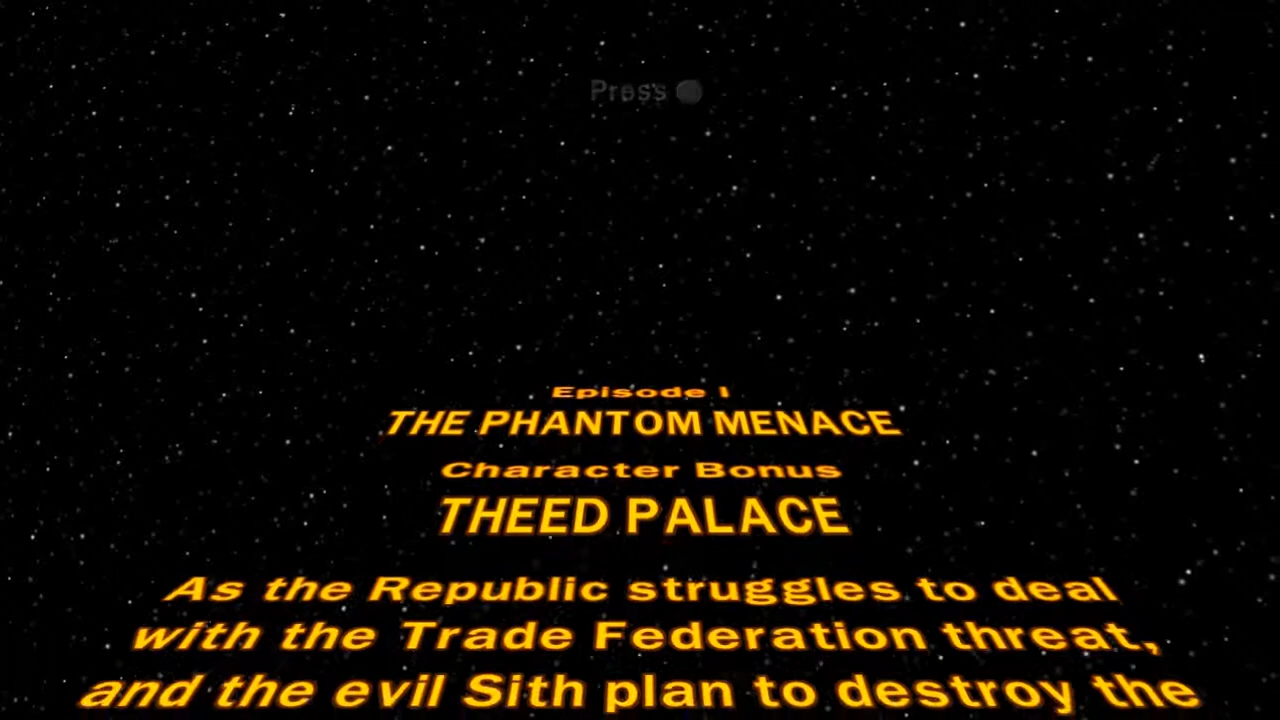 Press
Episode I
THE PHANTOM MENACE
Character Bonus
THEED PALACE
As the Republic struggles to deal
with the Trade Federation threat,
and the evil Sith plan to destroy the